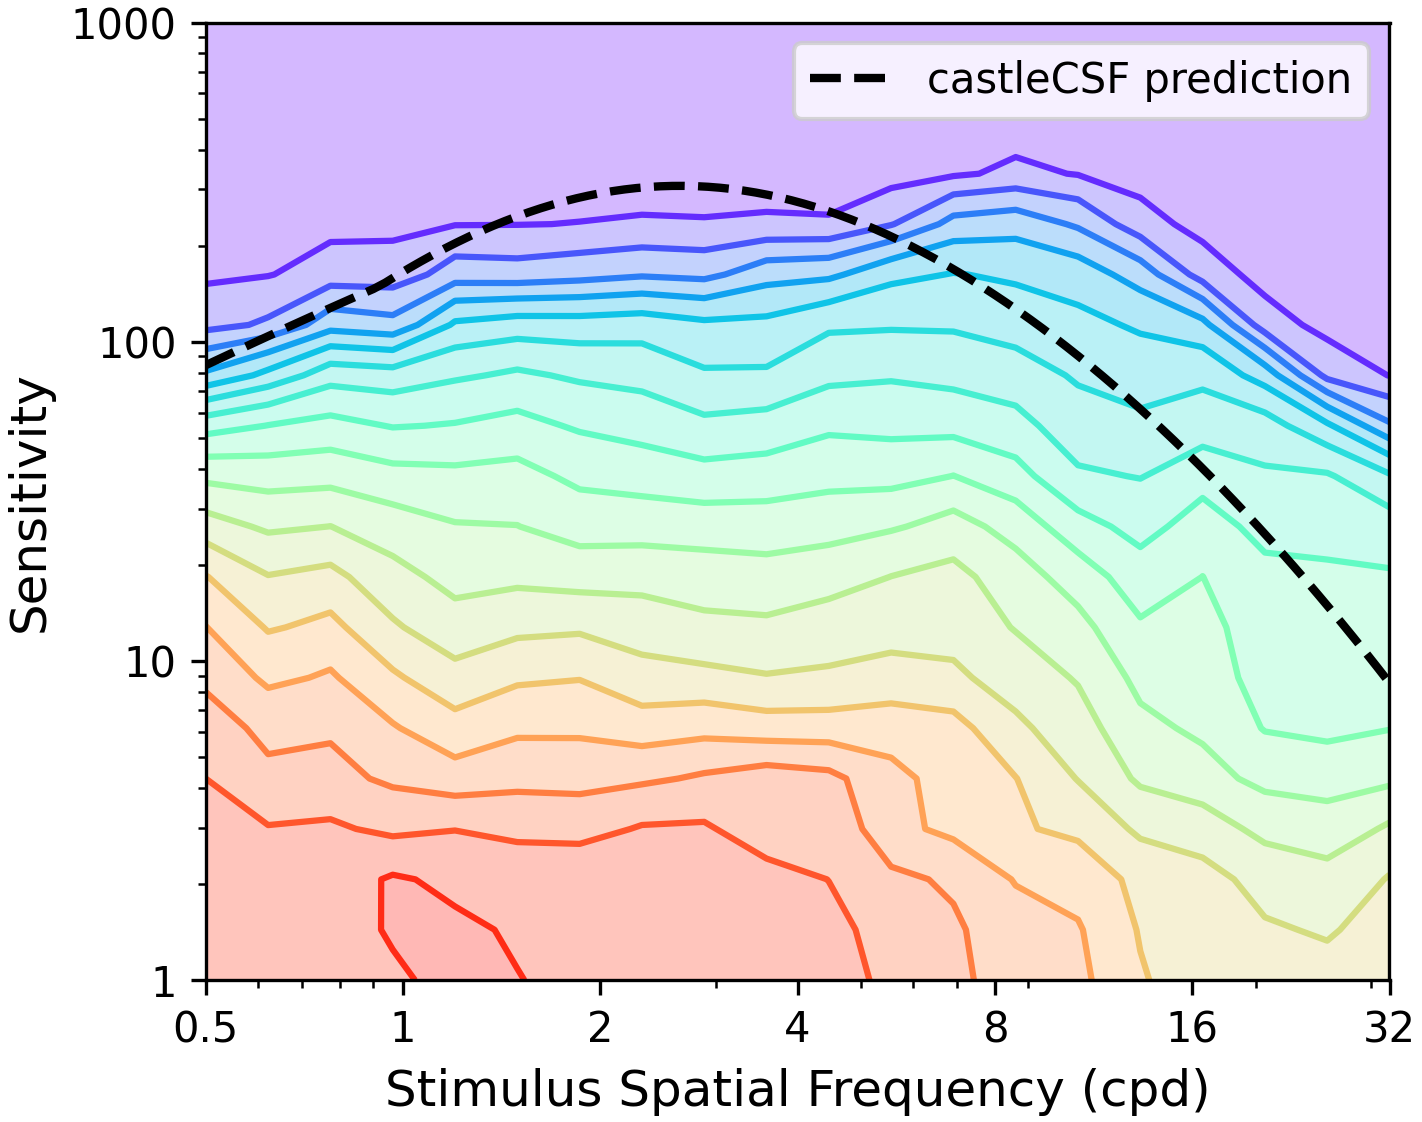 1000
castleCSF prediction
100
Sensitivity
10
1
0.5 1 2 4 8 16 32
Stimulus Spatial Frequency (cpd)